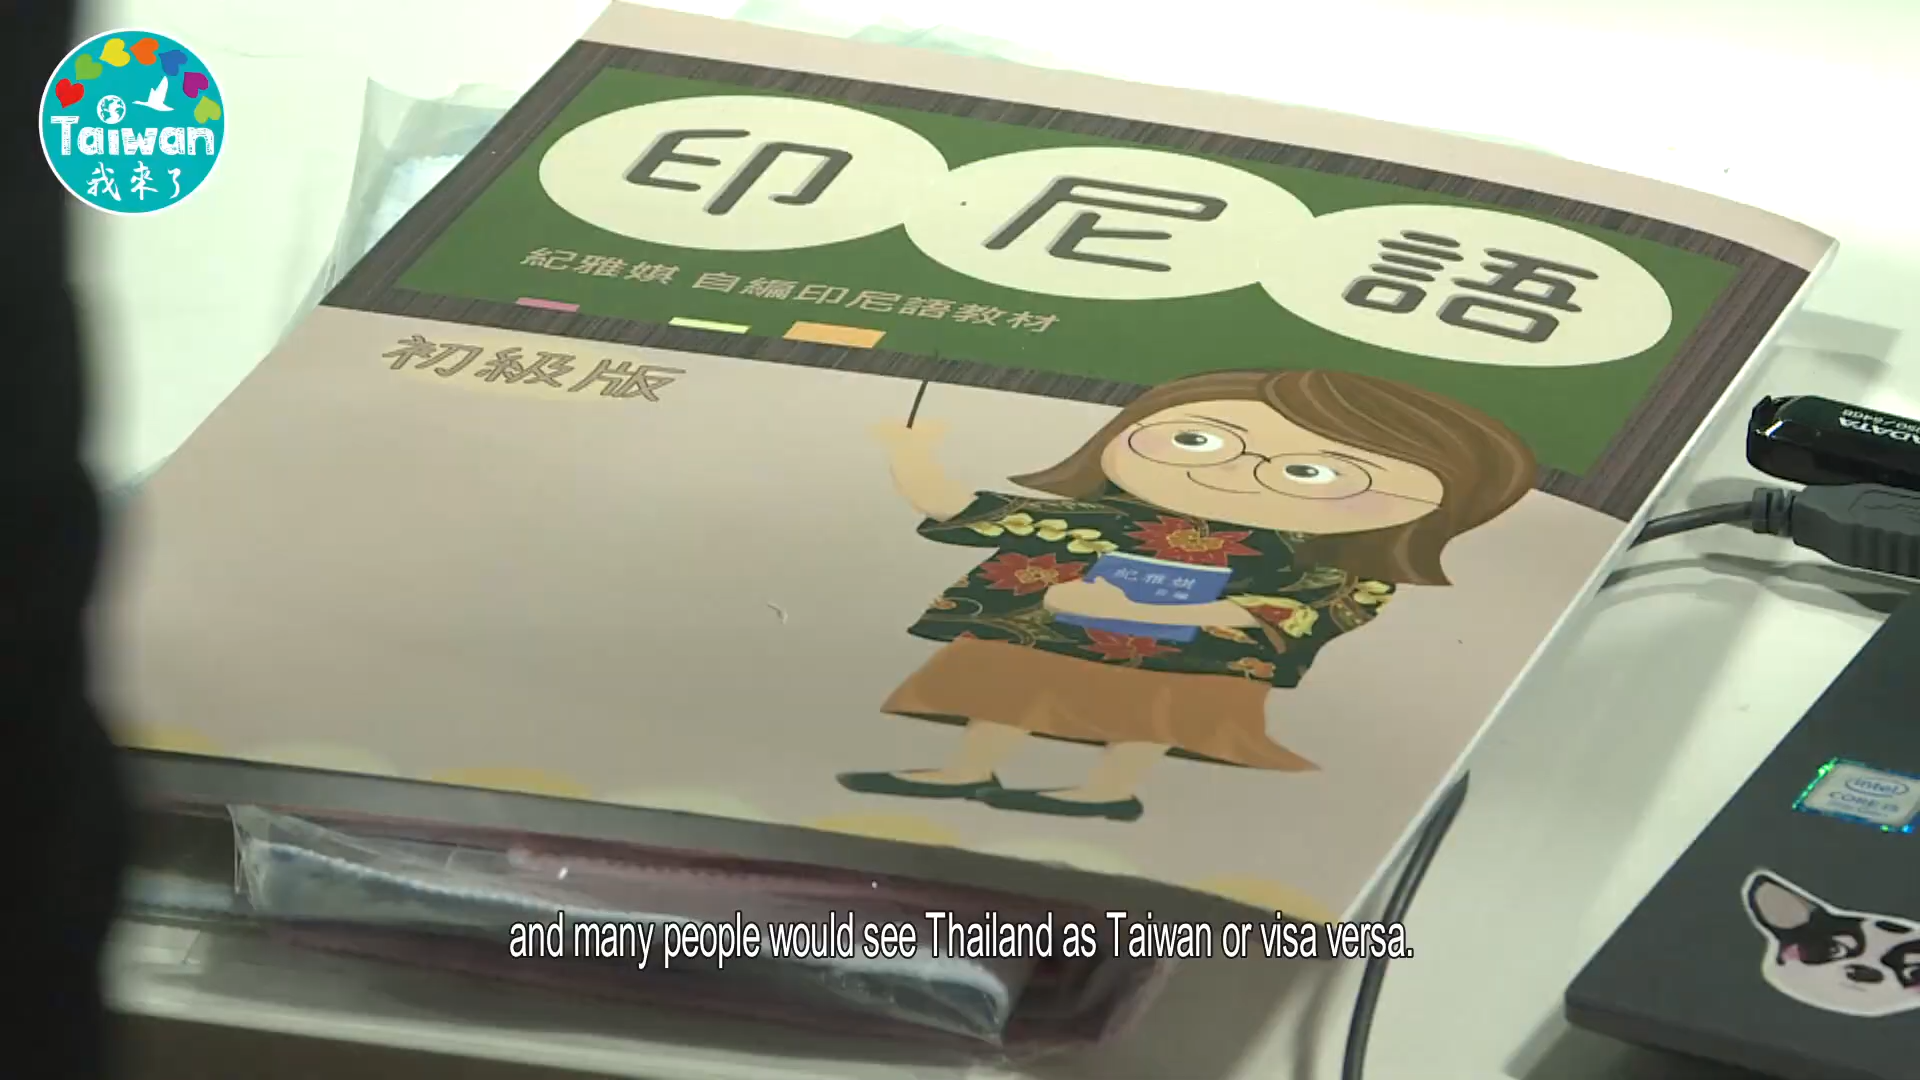 Taiwan
我來了
印尼語
紀雅娸 自編印尼語教材
初級版
紀雅娸
自編
ADATA
intel
CORE i5
and many people would see Thailand as Taiwan or visa versa.